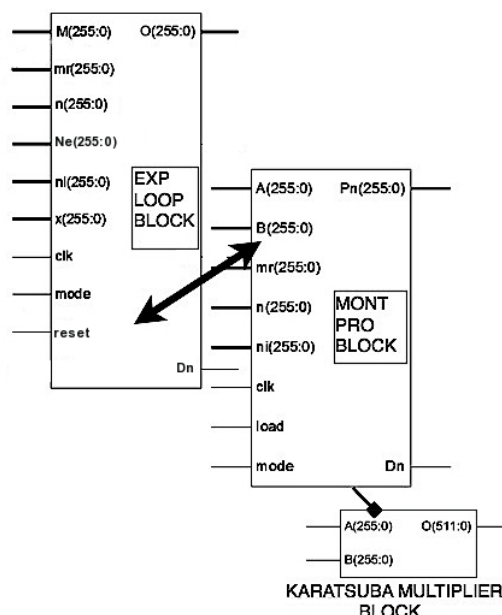 M(255:0) O(255:0)
mr(255:0)
n(255:0)
Ne(255:0)
ni(255:0)
x(255:0)
clk
mode
reset
Dn
EXP
LOOP
BLOCK
A(255:0) Pn(255:0)
B(255:0)
mr(255:0)
n(255:0)
ni(255:0)
clk
load
mode Dn
MONT
PRO
BLOCK
A(255:0) O(511:0)
B(255:0)
KARATSUBA MULTIPLIER
BLOCK